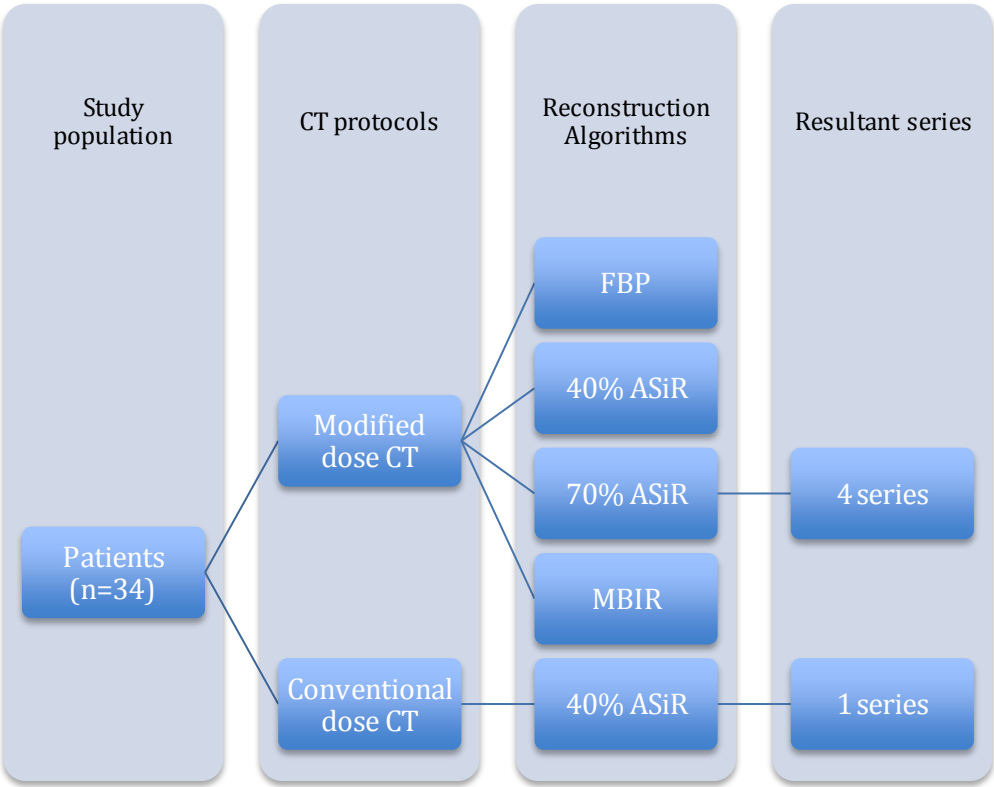 Study
population
CT protocols
Reconstruction
Algorithms
Resultant series
FBP
40% ASiR
Modified
dose CT
70% ASiR
4 series
Patients
(n=34)
MBIR
Conventional
dose CT
40% ASiR
1 series